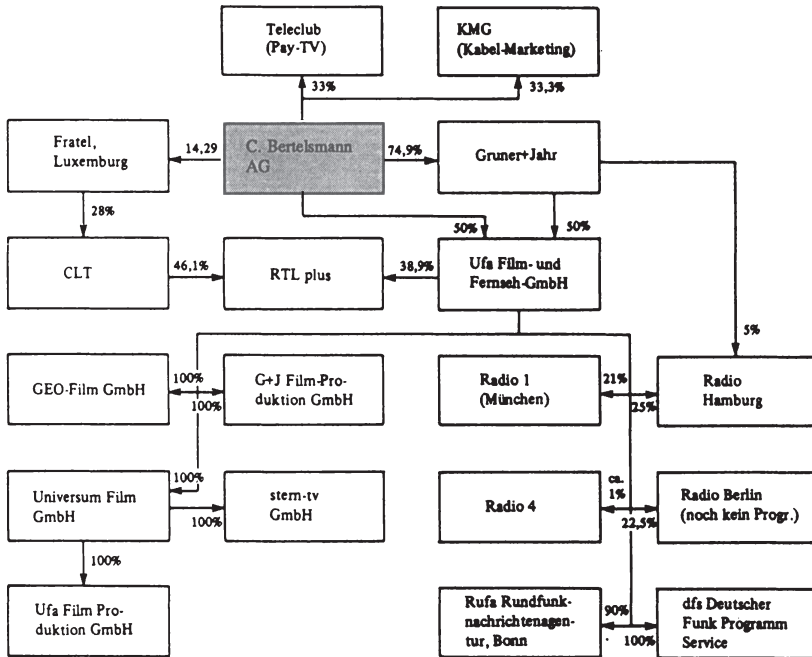 Teleclub
(Pay-TV)
KMG
(Kabel-Marketing)
33%
33,3%
Fratel,
Luxemburg
14,29
C. Bertelsmann
AG
74,9%
Gruner+Jahr
28%
50%
50%
CLT
46,1%
RTL plus
38,9%
Ufa Film- und
Fernseh-GmbH
5%
GEO-Film GmbH
100%
100%
G+J Film-Pro-
duktion GmbH
Radio 1
(München)
21%
25%
Radio
Hamburg
Universum Film
GmbH
100%
100%
stern-tv
GmbH
Radio 4
ca.
1%
22,5%
Radio Berlin
(noch kein Progr.)
100%
Ufa Film Pro-
duktion GmbH
Rufa Rundfunk-
nachrichtenagen-
tur, Bonn
90%
100%
dfs Deutscher
Funk Programm
Service